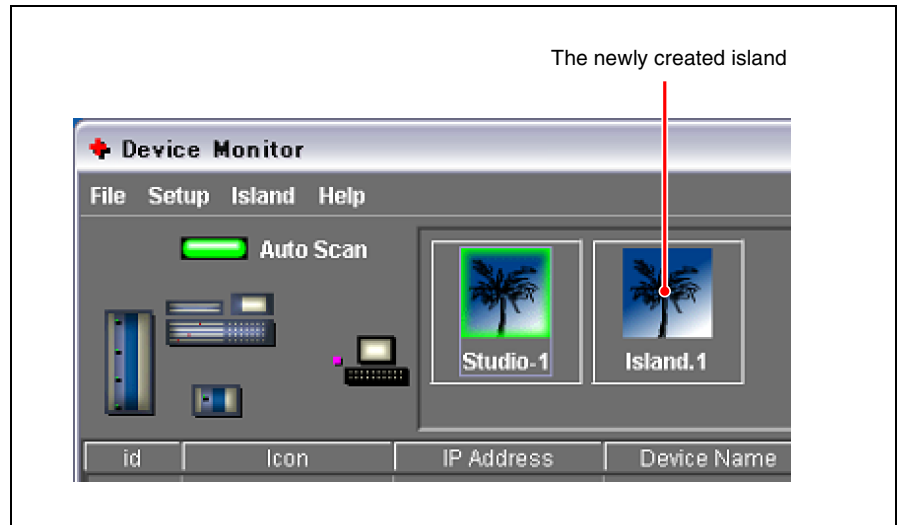 The newly created island
Device Monitor
File Setup Island Help
Auto Scan
Studio-1
Island.1
id Icon IP Address Device Name